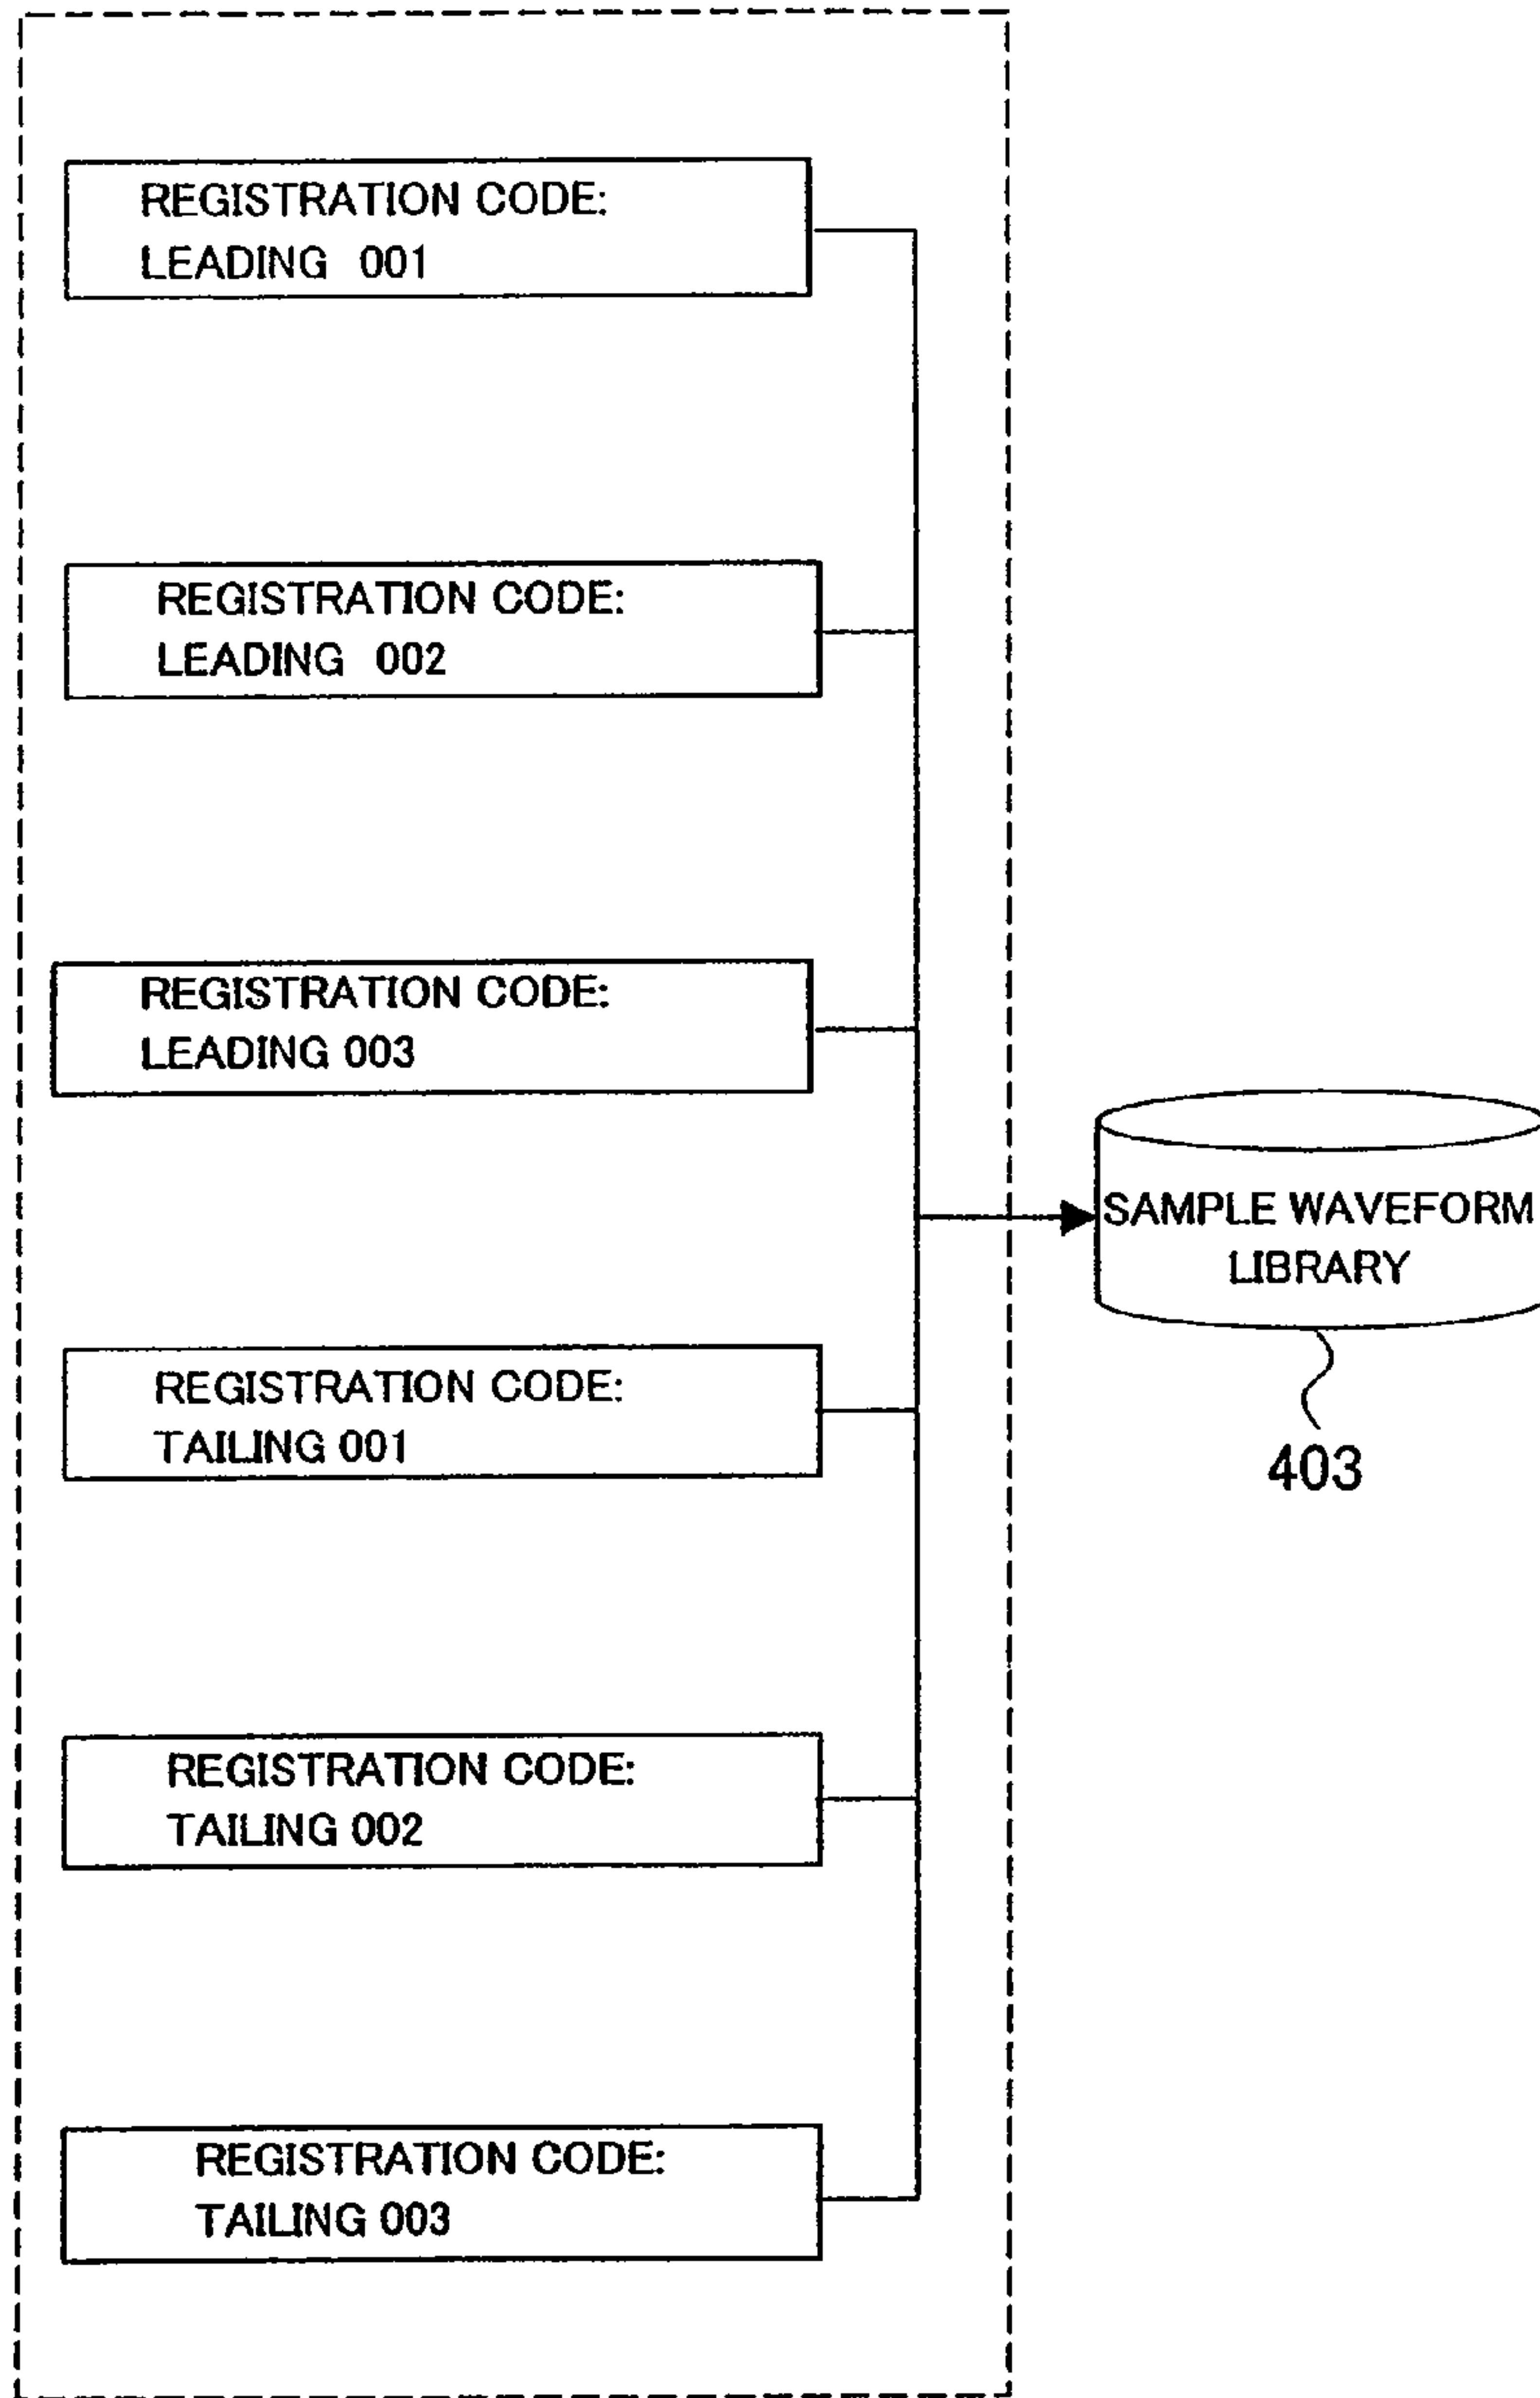 REGISTRATION CODE:
LEADING 001
REGISTRATION CODE:
LEADING 002
REGISTRATION CODE:
LEADING 003
SAMPLE WAVEFORM
LIBRARY
403
REGISTRATION CODE:
TAILING 001
REGISTRATION CODE:
TAILING 002
REGISTRATION CODE:
TAILING 003